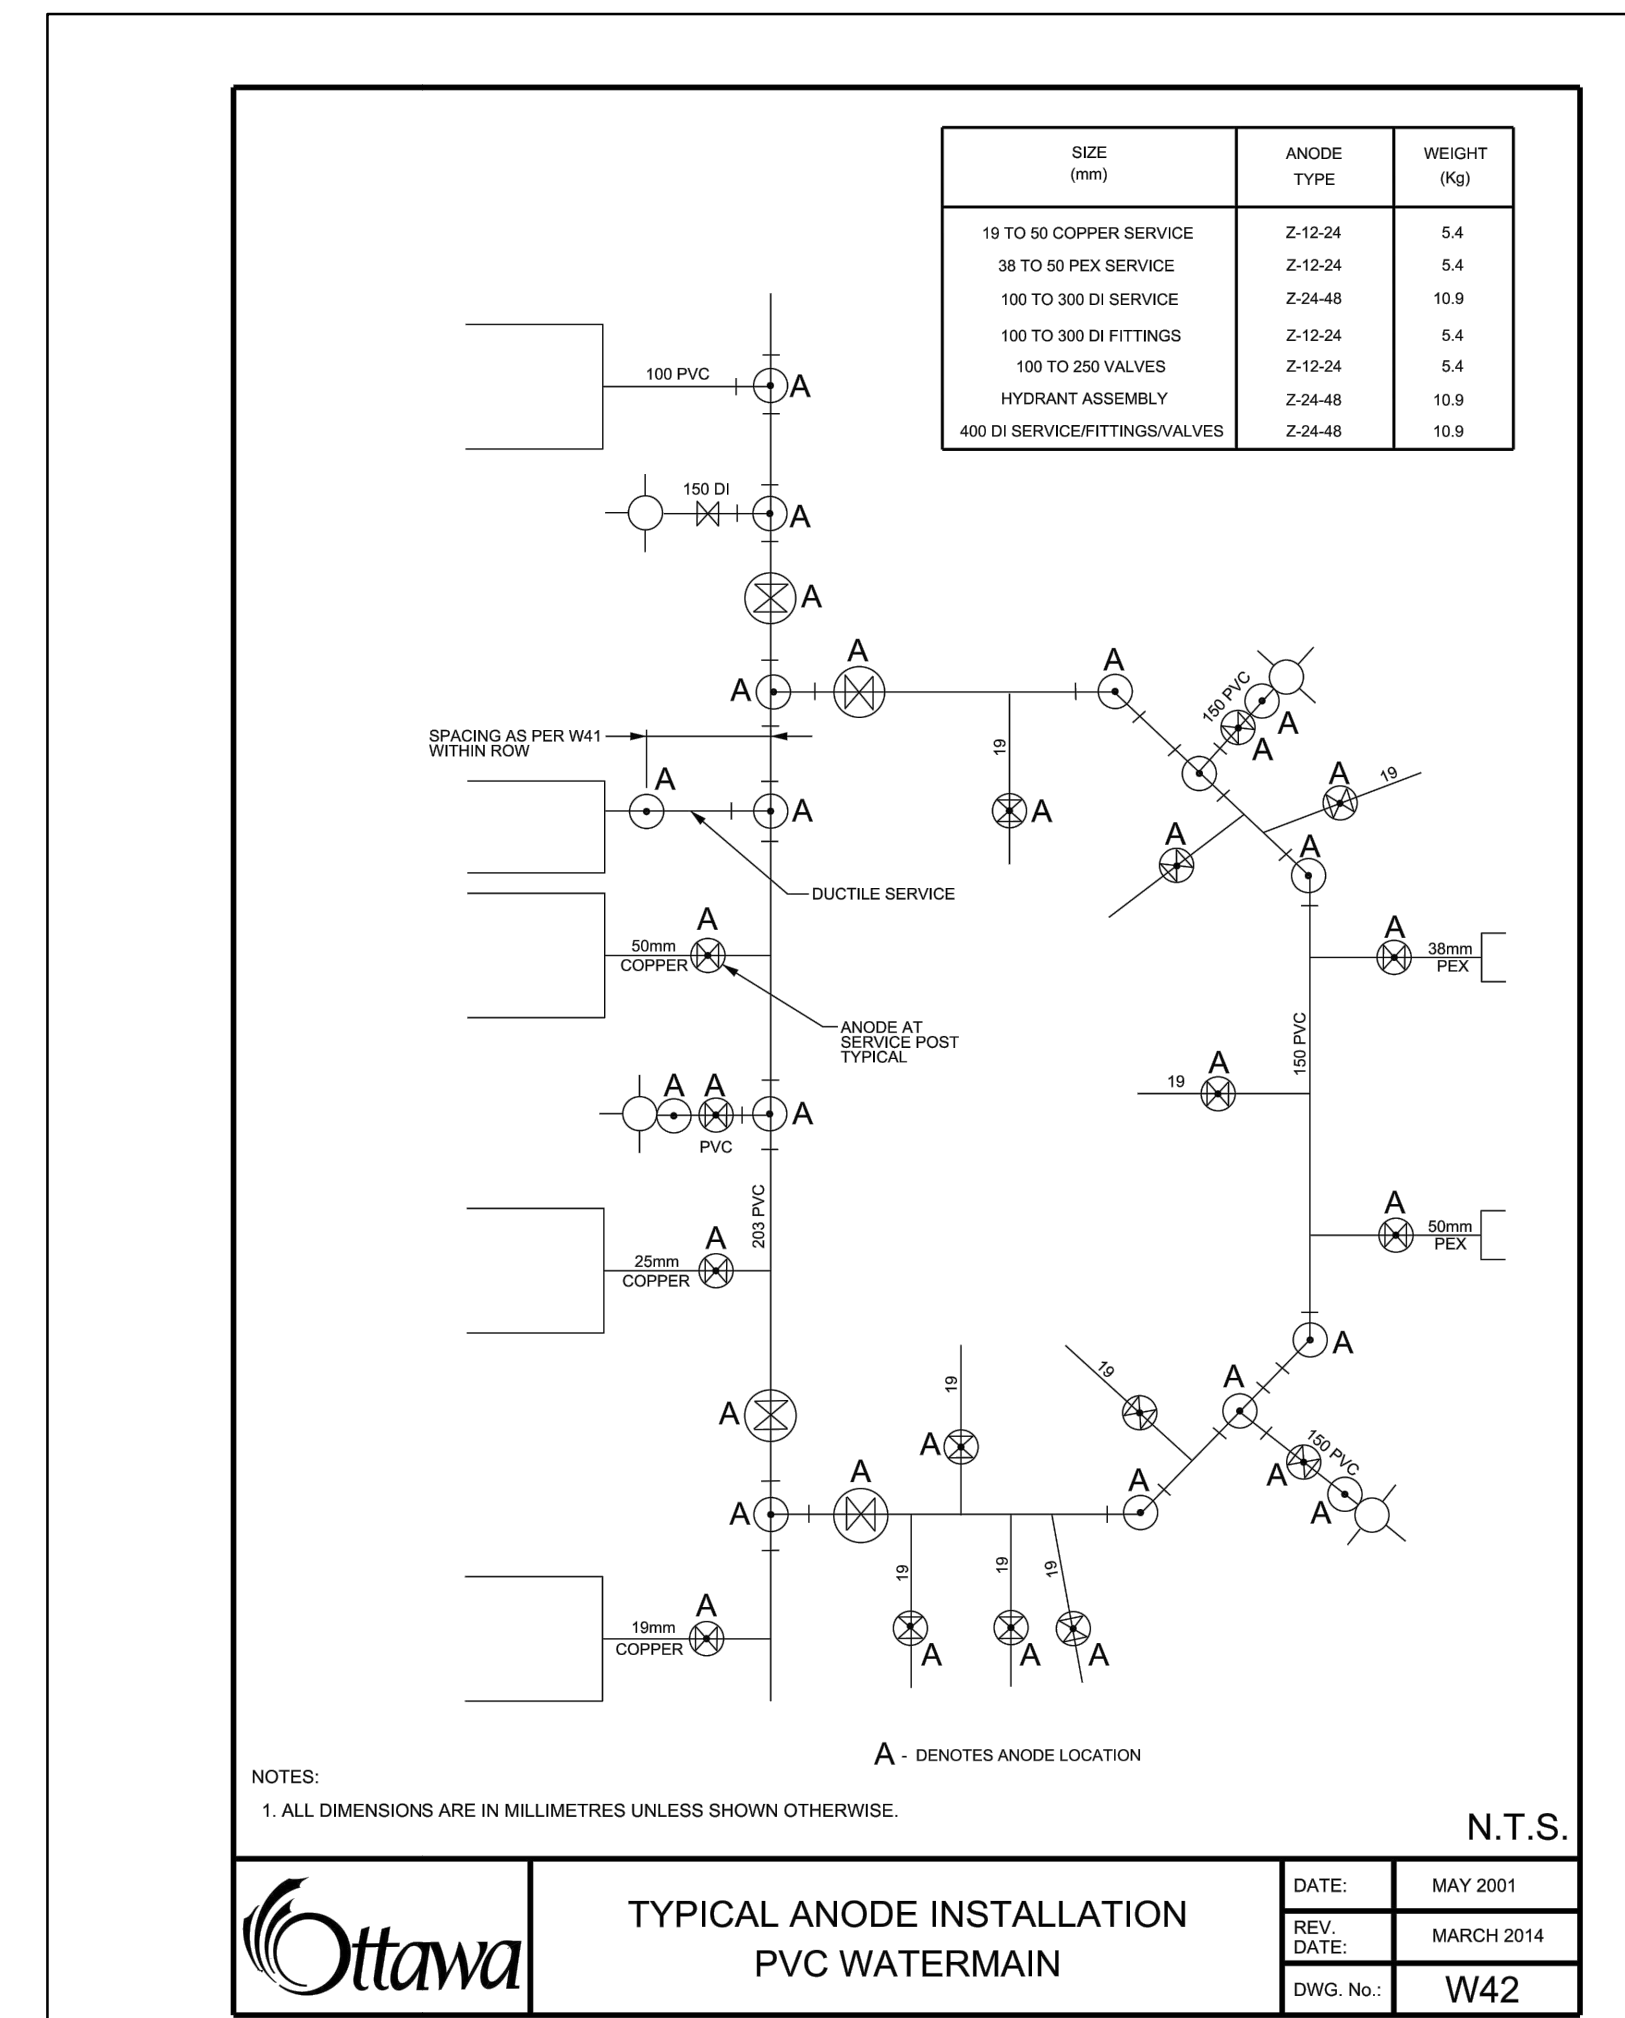 SIZE
(mm)
ANODE
TYPE
WEIGHT
(Kg)
19 TO 50 COPPER SERVICE Z-12-24 5.4
38 TO 50 PEX SERVICE Z-12-24 5.4
100 TO 300 DI SERVICE Z-24-48 10.9
100 TO 300 DI FITTINGS Z-12-24 5.4
100 TO 250 VALVES Z-12-24 5.4
HYDRANT ASSEMBLY Z-24-48 10.9
400 DI SERVICE/FITTINGS/VALVES Z-24-48 10.9
100 PVC
A
150 DI
A
A
A
A
A
150 PVC
A
A
SPACING AS PER W41
WITHIN ROW
19
A
A
A
A
19
A
A
DUCTILE SERVICE
A
50mm
COPPER
A
38mm
PEX
ANODE AT
SERVICE POST
TYPICAL
150 PVC
A
19
A
A
A
PVC
203 PVC
A
25mm
COPPER
A
50mm
PEX
A
19
19
A
A
A
150 PVC
A
A
A
A
A
A
19
19
19
A
A
A
A
19mm
COPPER
A - DENOTES ANODE LOCATION
NOTES:
1. ALL DIMENSIONS ARE IN MILLIMETRES UNLESS SHOWN OTHERWISE.
N.T.S.
Ottawa
TYPICAL ANODE INSTALLATION
PVC WATERMAIN
DATE: MAY 2001
REV.
DATE: MARCH 2014
DWG. No.: W42